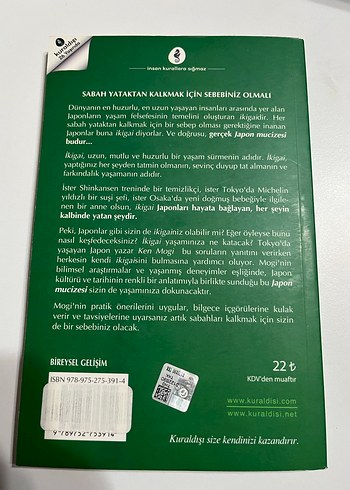 kuraldışı
insan kurallara sığmaz
SABAH YATAKTAN KALKMAK İÇİN SEBEBİNİZ OLMALI
Dünyanın en huzurlu, en uzun yaşayan insanları arasında yer alan
Japonların yaşam felsefesinin temelini oluşturan ikigaidir. Her
sabah yataktan kalkmak için bir sebep olması gerektiğine inanan
Japonlar buna ikigai diyorlar. Ve doğrusu, gerçek Japon mucizesi
budur...
İkigai, uzun, mutlu ve huzurlu bir yaşam sürmenin adıdır. İkigai,
yaptığınız her şeyden tatmin olmanın, sevinç duyup tat almanın ve
farkındalık yaşamanın adıdır.
İster Shinkansen treninde bir temizlikçi, ister Tokyo'da Michelin
yıldızlı bir suşi şefi, ister Osaka'da yeni doğmuş bebeğiyle ilgile-
nen bir anne olsun, ikigai Japonları hayata bağlayan, her şeyin
kalbinde yatan şeydir.
Peki, Japonlar gibi sizin de ikigainiz olabilir mi? Eğer öyleyse bunu
nasıl keşfedeceksiniz? İkigai yaşamınıza ne katacak? Tokyo'da
yaşayan Japon yazar Ken Mogi bu soruların yanıtını verirken
herkesin kendi ikigaisini bulmasına yardımcı oluyor. Mogi'nin
bilimsel araştırmalar ve yaşanmış deneyimler eşliğinde, Japon
kültürü ve tarihinin renkli bir anlatımıyla birlikte sunduğu bu Japon
mucizesi sizin de yaşamınıza dokunacaktır.
Mogi'nin pratik önerilerini uygular, bilgece içgörülerine kulak
verir ve tavsiyelerine uyarsanız artık sabahları kalkmak için sizin
de bir sebebiniz olacak.
BİREYSEL GELİŞİM
22 ₺
KDV'den muaftır
ISBN 978-975-275-391-4
www.kuraldisi.com
www.kuraldisi.net
Kuraldışı size kendinizi kazandırır.